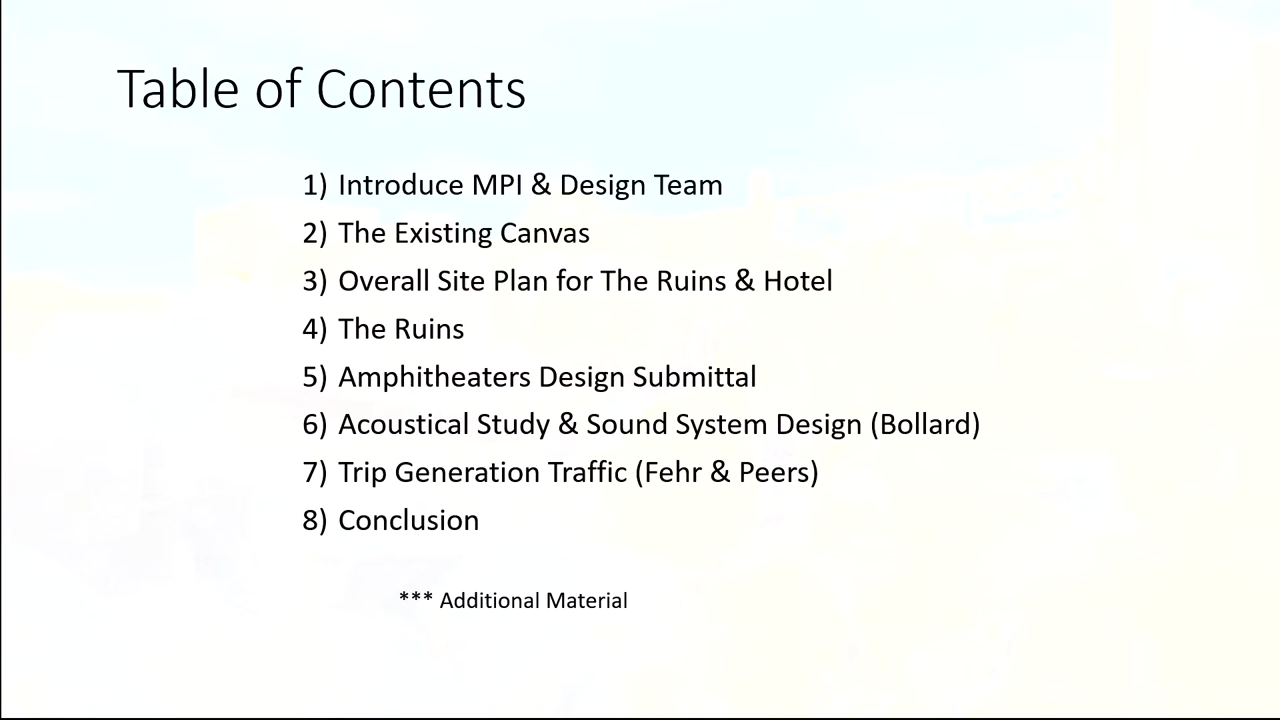 Table of Contents
1) Introduce MPI & Design Team
2) The Existing Canvas
3) Overall Site Plan for The Ruins & Hotel
4) The Ruins
5) Amphitheaters Design Submittal
6) Acoustical Study & Sound System Design (Bollard)
7) Trip Generation Traffic (Fehr & Peers)
8) Conclusion
*** Additional Material